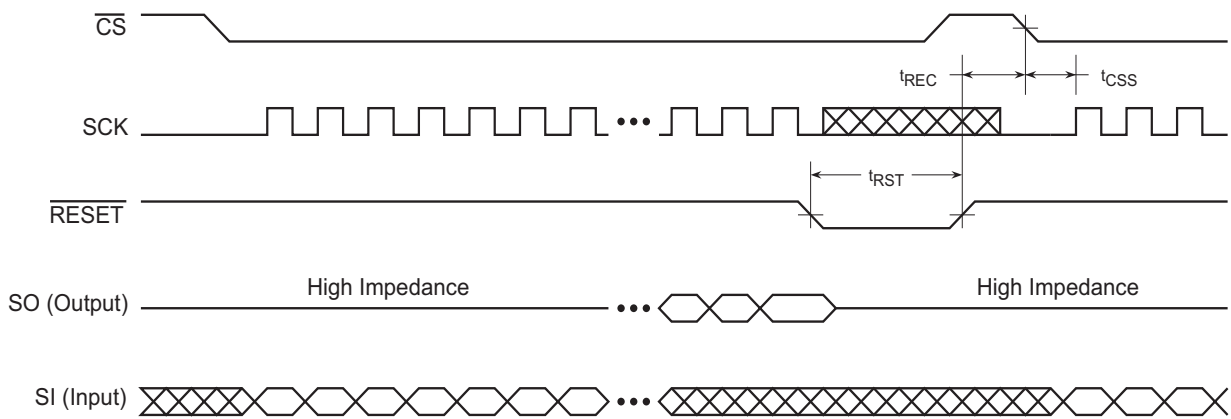 CS
tREC
tCSS
SCK
tRST
RESET
High Impedance
High Impedance
SO (Output)
SI (Input)